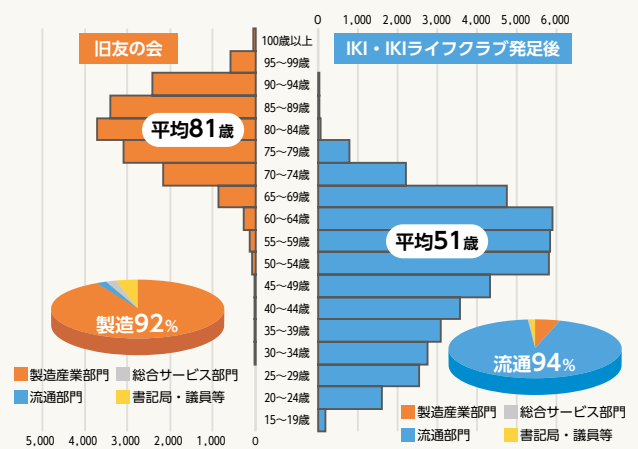 0 1,000 2,000 3,000 4,000 5,000 6,000
旧友の会
IKI・IKIライフクラブ発足後
100歳以上
95〜99歳
90〜94歳
85〜89歳
80〜84歳
75〜79歳
70〜74歳
65〜69歳
60〜64歳
55〜59歳
50〜54歳
45〜49歳
40〜44歳
35〜39歳
30〜34歳
25〜29歳
20〜24歳
15〜19歳
平均81歳
平均51歳
製造92%
製造産業部門 総合サービス部門
流通部門 書記局・議員等
5,000 4,000 3,000 2,000 1,000 0
流通94%
製造産業部門 総合サービス部門
流通部門 書記局・議員等